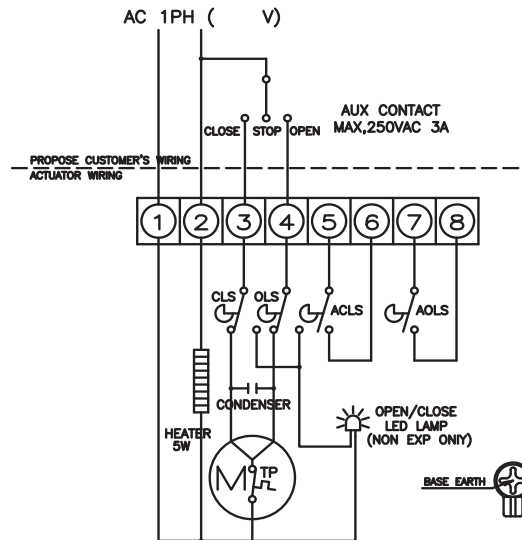 AC 1PH ( V)
AUX CONTACT
MAX,250VAC 3A
CLOSE STOP OPEN
PROPOSE CUSTOMER'S WIRING
ACTUATOR WIRING
1 2 3 4 5 6 7 8
CLS OLS ACLS AOLS
CONDENSER
HEATER
5W
OPEN/CLOSE
LED LAMP
(NON EXP ONlY)
M TP
BASE EARTH